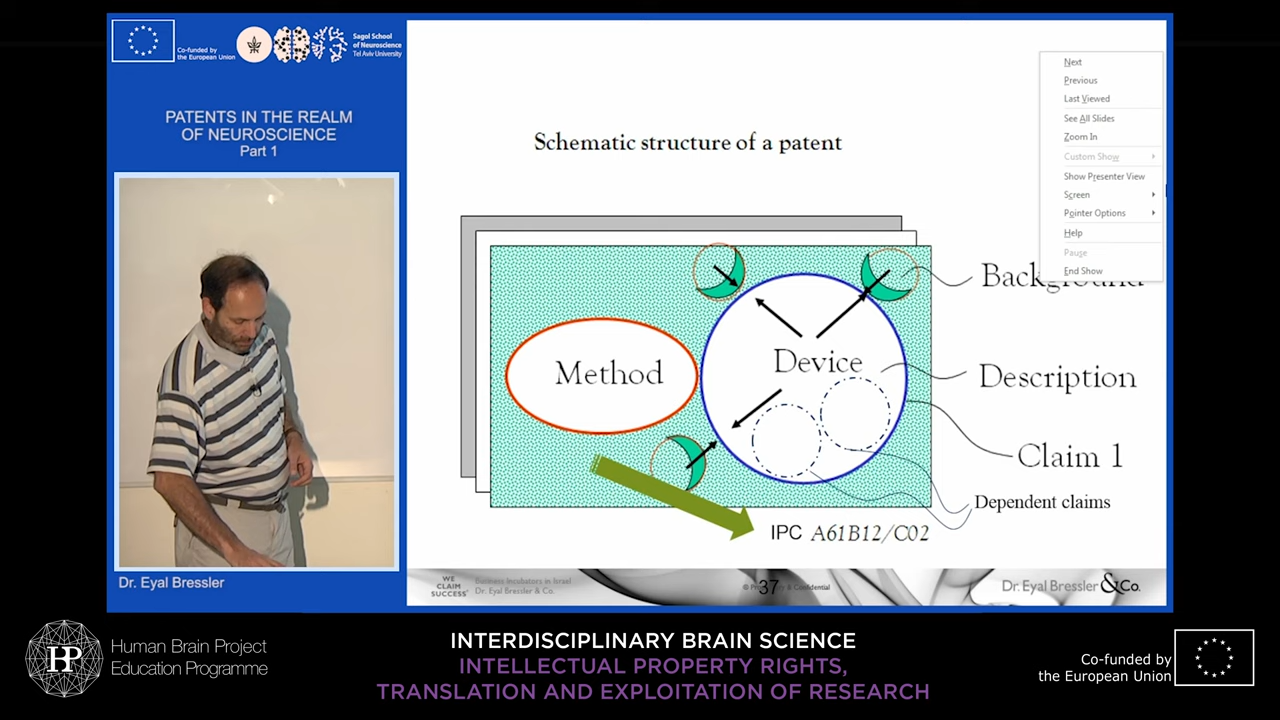 Co-funded by
the European Union
Sagol School
of Neuroscience
Tel Aviv University
PATENTS IN THE REALM
OF NEUROSCIENCE
Part 1
Dr. Eyal Bressler
Schematic structure of a patent
Next
Previous
Last Viewed
See All Slides
Zoom In
Custom Show
Show Presenter View
Screen
Pointer Options
Help
Pause
End Show
Background
Method
Device
Description
Claim 1
Dependent claims
IPC A61B12/C02
WE
CLAIM
SUCCESS
Business Incubators in Israel
Dr. Eyal Bressler & Co.
37
Confidential
Dr. Eyal Bressler &Co.
HBP
Human Brain Project
Education Programme
INTERDISCIPLINARY BRAIN SCIENCE
INTELLECTUAL PROPERTY RIGHTS,
TRANSLATION AND EXPLOITATION OF RESEARCH
Co-funded by
the European Union